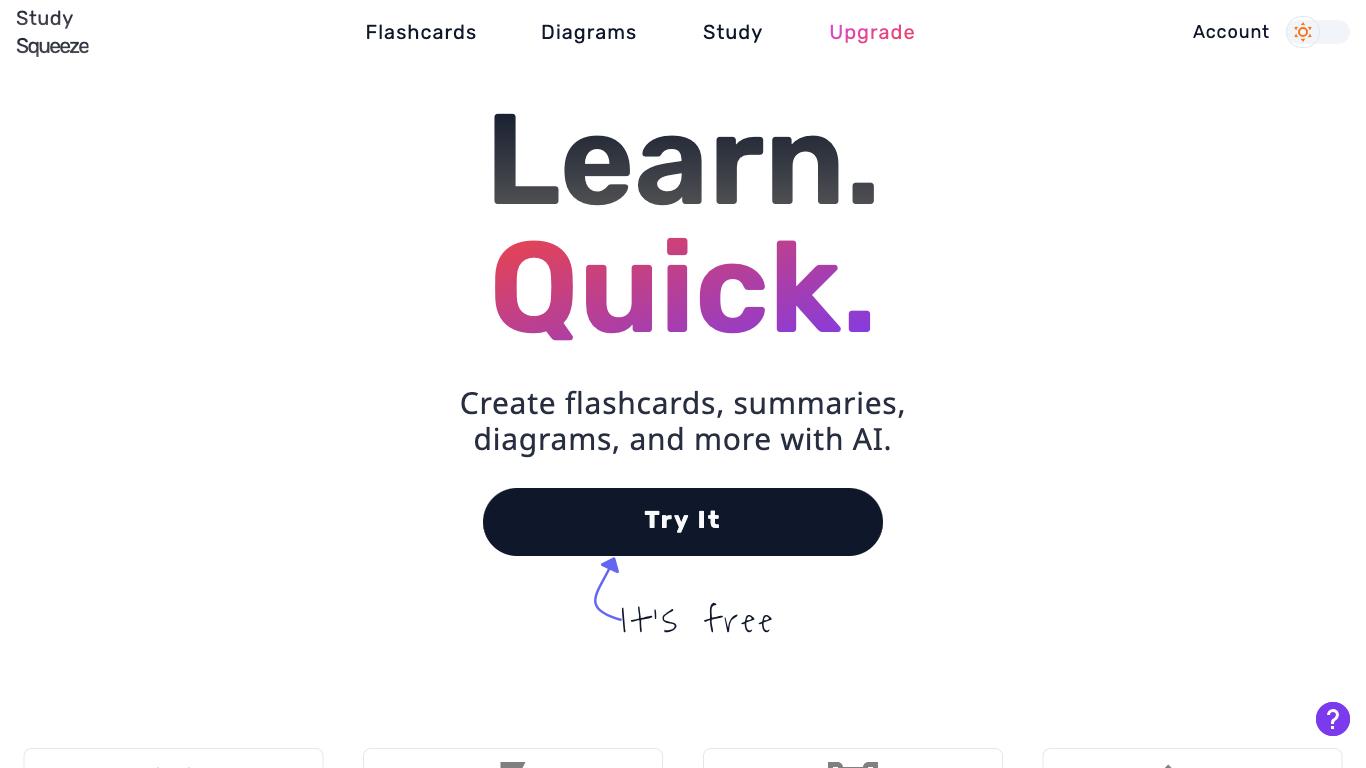 Study
Squeeze
Flashcards Diagrams Study Upgrade
Account
Learn.
Quick.
Create flashcards, summaries,
diagrams, and more with AI.
Try It
It's free
?